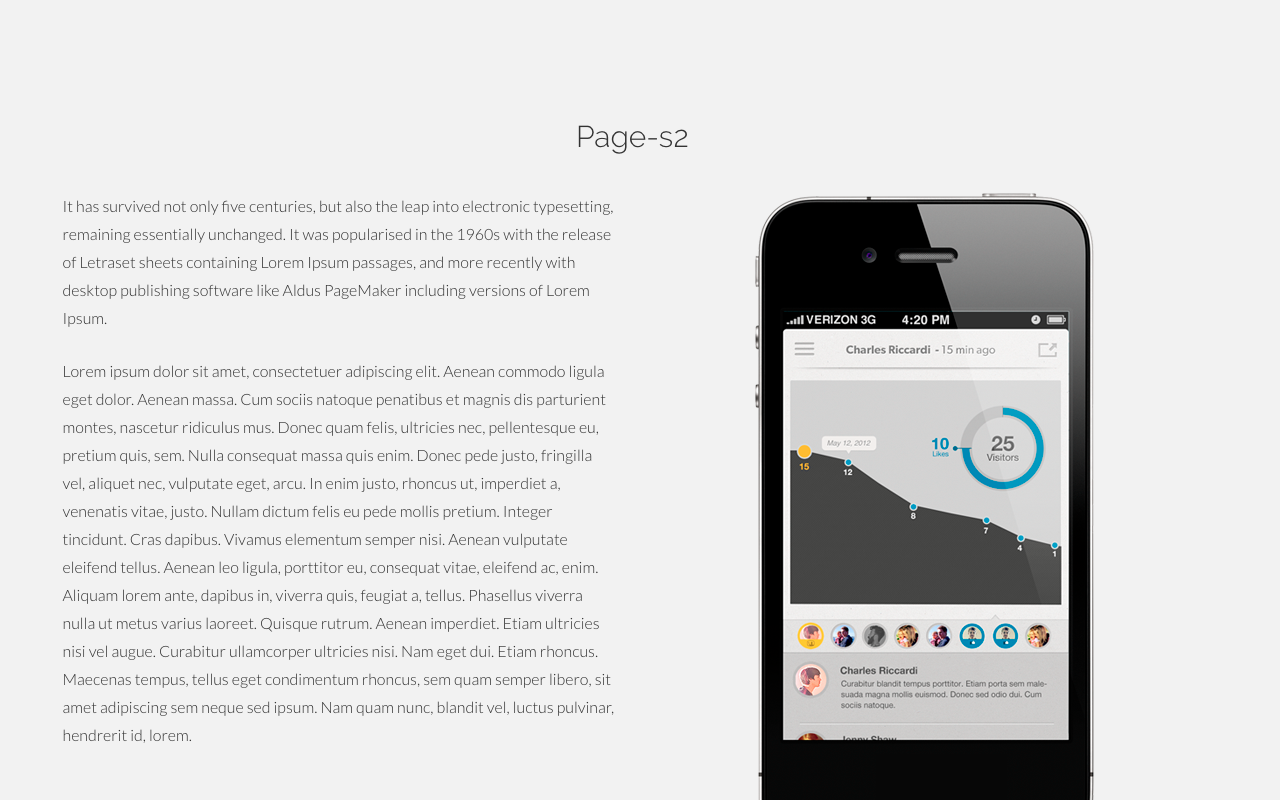 Page-s2
It has survived not only five centuries, but also the leap into electronic typesetting,
remaining essentially unchanged. It was popularised in the 1960s with the release
of Letraset sheets containing Lorem Ipsum passages, and more recently with
desktop publishing software like Aldus PageMaker including versions of Lorem
Ipsum.
Lorem ipsum dolor sit amet, consectetuer adipiscing elit. Aenean commodo ligula
eget dolor. Aenean massa. Cum sociis natoque penatibus et magnis dis parturient
montes, nascetur ridiculus mus. Donec quam felis, ultricies nec, pellentesque eu,
pretium quis, sem. Nulla consequat massa quis enim. Donec pede justo, fringilla
vel, aliquet nec, vulputate eget, arcu. In enim justo, rhoncus ut, imperdiet a,
venenatis vitae, justo. Nullam dictum felis eu pede mollis pretium. Integer
tincidunt. Cras dapibus. Vivamus elementum semper nisi. Aenean vulputate
eleifend tellus. Aenean leo ligula, porttitor eu, consequat vitae, eleifend ac, enim.
Aliquam lorem ante, dapibus in, viverra quis, feugiat a, tellus. Phasellus viverra
nulla ut metus varius laoreet. Quisque rutrum. Aenean imperdiet. Etiam ultricies
nisi vel augue. Curabitur ullamcorper ultricies nisi. Nam eget dui. Etiam rhoncus.
Maecenas tempus, tellus eget condimentum rhoncus, sem quam semper libero, sit
amet adipiscing sem neque sed ipsum. Nam quam nunc, blandit vel, luctus pulvinar,
hendrerit id, lorem.
VERIZON 3G 4:20 PM
Charles Riccardi - 15 min ago
May 12, 2012
10
Likes
25
Visitors
15
12
8
7
4
1
Charles Riccardi
Curabitur blandit tempus porttitor. Etiam porta sem male-
suada magna mollis euismod. Donec sed odio dui. Cum
sociis natoque.
Jenny Shaw